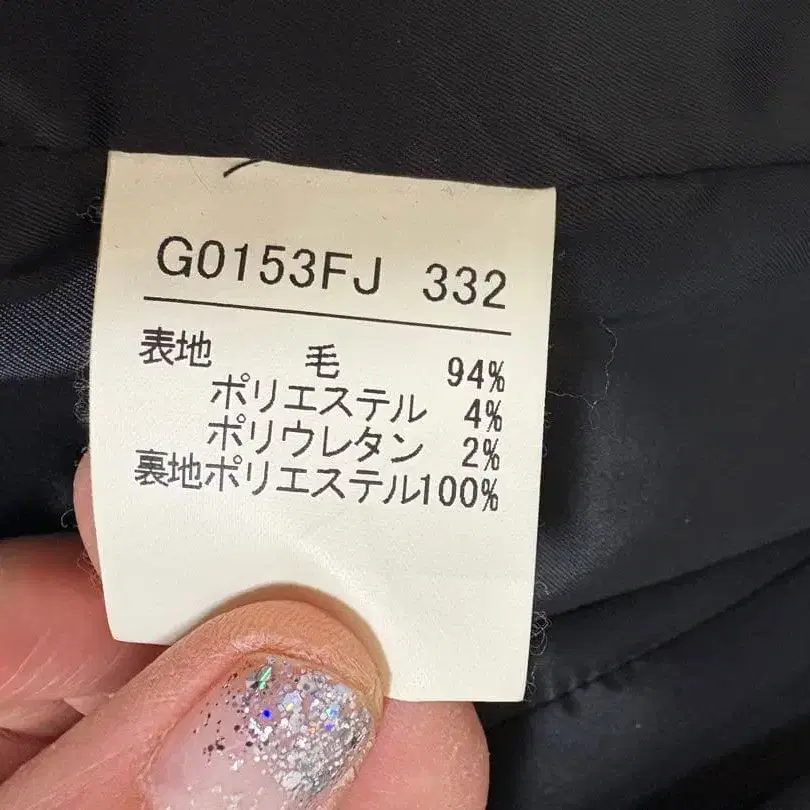 G0153FJ 332
表地 毛 94%
ポリエステル 4%
ポリウレタン 2%
裏地ポリエステル100%